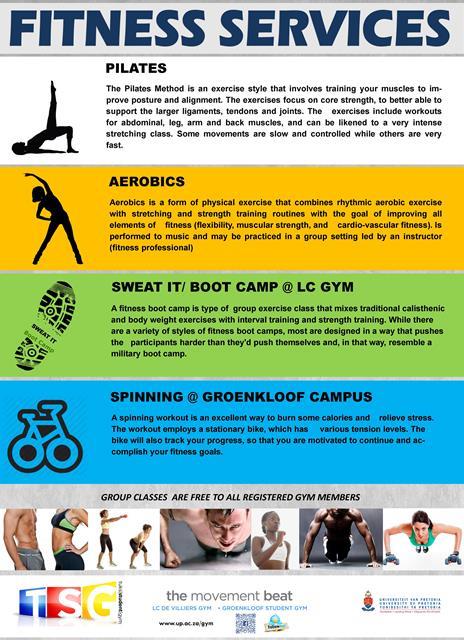 FITNESS SERVICES
PILATES
The Pilates Method is an exercise style that involves training your muscles to im-
prove posture and alignment. The exercises focus on core strength, to better able to
support the larger ligaments, tendons and joints. The exercises include workouts
for abdominal, leg, arm and back muscles, and can be likened to a very intense
stretching class. Some movements are slow and controlled while others are very
fast.
AEROBICS
Aerobics is a form of physical exercise that combines rhythmic aerobic exercise
with stretching and strength training routines with the goal of improving all
elements of fitness (flexibility, muscular strength, and cardio-vascular fitness). Is
performed to music and may be practiced in a group setting led by an instructor
(fitness professional)
SWEAT IT/ BOOT CAMP @ LC GYM
A fitness boot camp is type of group exercise class that mixes traditional calisthenic
and body weight exercises with interval training and strength training. While there
are a variety of styles of fitness boot camps, most are designed in a way that pushes
the participants harder than they'd push themselves and, in that way, resemble a
military boot camp.
SWEAT IT
Boot Camp
SPINNING @ GROENKLOOF CAMPUS
A spinning workout is an excellent way to burn some calories and relieve stress.
The workout employs a stationary bike, which has various tension levels. The
bike will also track your progress, so that you are motivated to continue and ac-
complish your fitness goals.
GROUP CLASSES ARE FREE TO ALL REGISTERED GYM MEMBERS
TSG
the movement beat
LC DE VILLIERS GYM • GROENKLOOF STUDENT GYM
www.up.ac.za/gym
UNIVERSITEIT VAN PRETORIA
UNIVERSITY OF PRETORIA
YUNIBESITHI YA PRETORIA